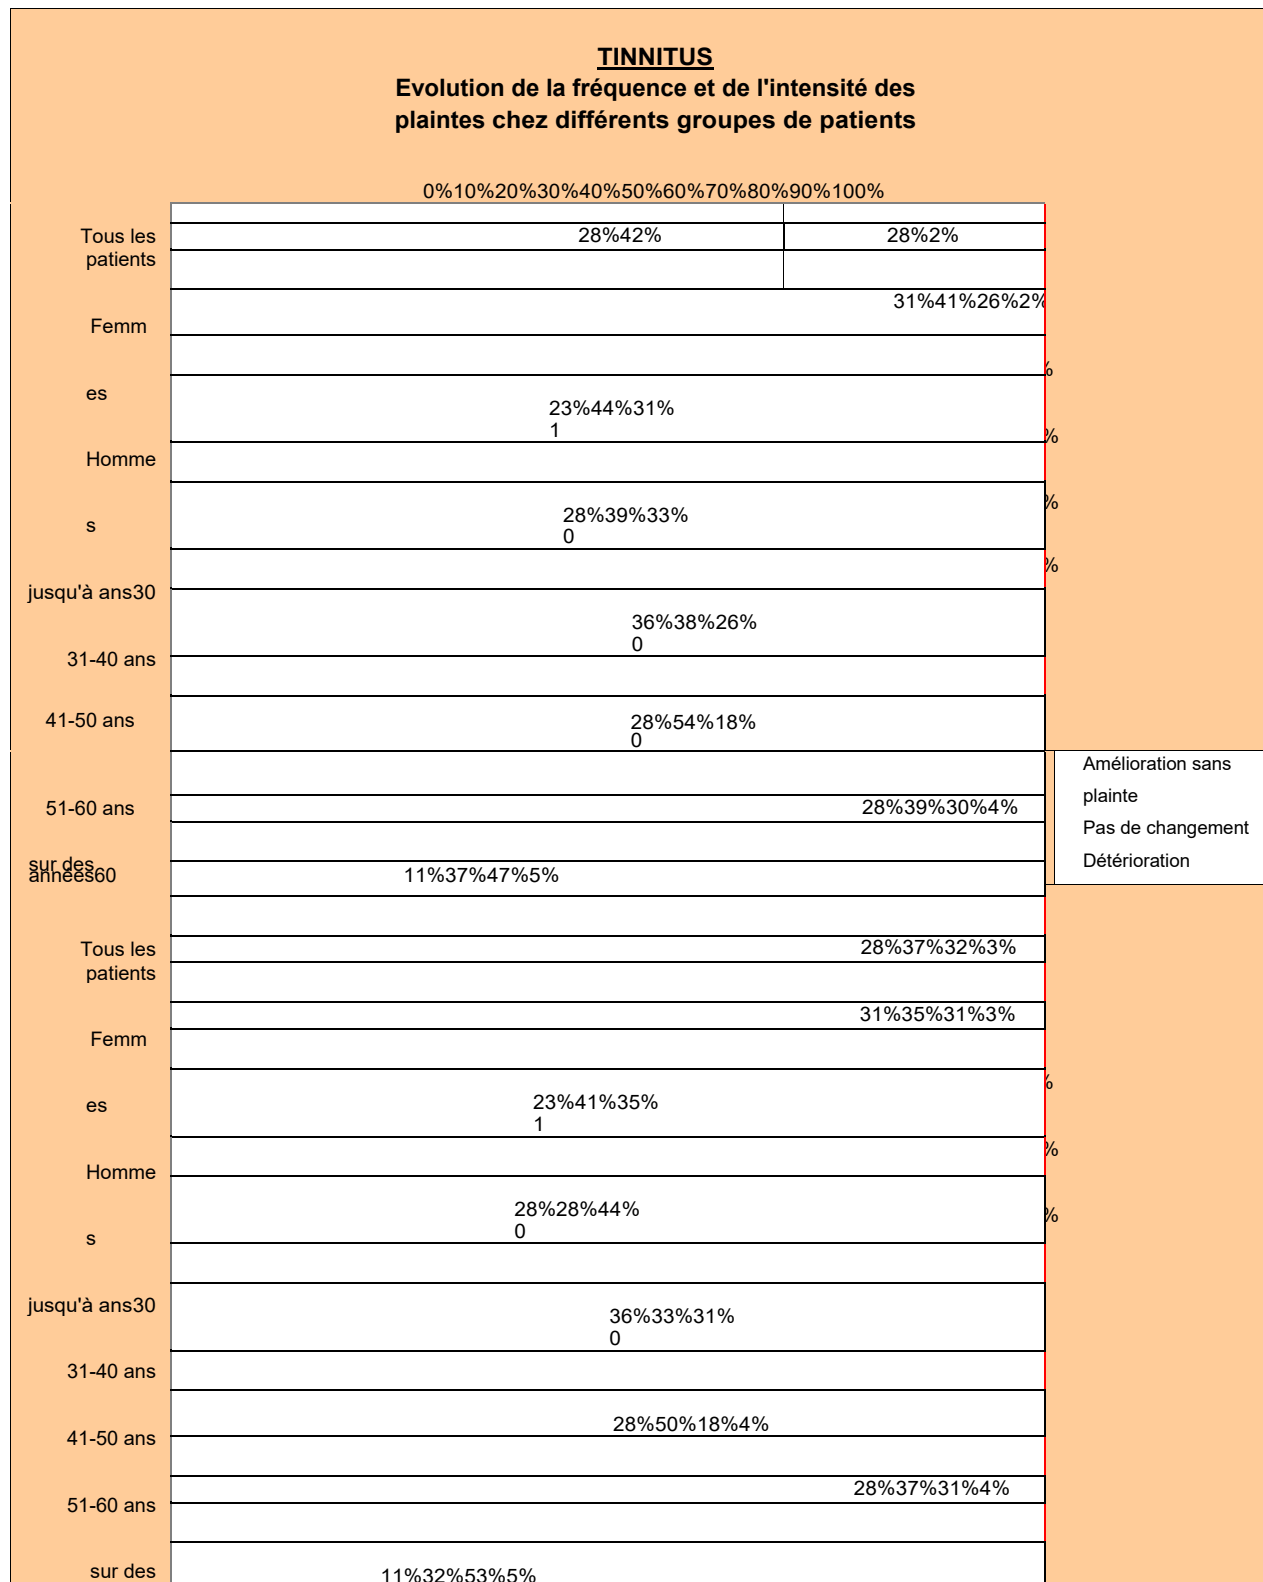 TINNITUS
Evolution de la fréquence et de l'intensité des
plaintes chez différents groupes de patients
0%10%20%30%40%50%60%70%80%90%100%
Tous les
patients
28%42%
28%2%
31%41%26%2%
Femm
%
es
23%44%31%
1
%
Homme
%
s
28%39%33%
0
%
jusqu'à ans30
36%38%26%
0
31-40 ans
41-50 ans
28%54%18%
0
Amélioration sans
plainte
Pas de changement
Détérioration
51-60 ans
28%39%30%4%
sur des
années60
11%37%47%5%
Tous les
patients
28%37%32%3%
31%35%31%3%
Femm
%
es
23%41%35%
1
%
Homme
28%28%44%
0
%
s
jusqu'à ans30
36%33%31%
0
31-40 ans
28%50%18%4%
41-50 ans
28%37%31%4%
51-60 ans
sur des
11%32%53%5%